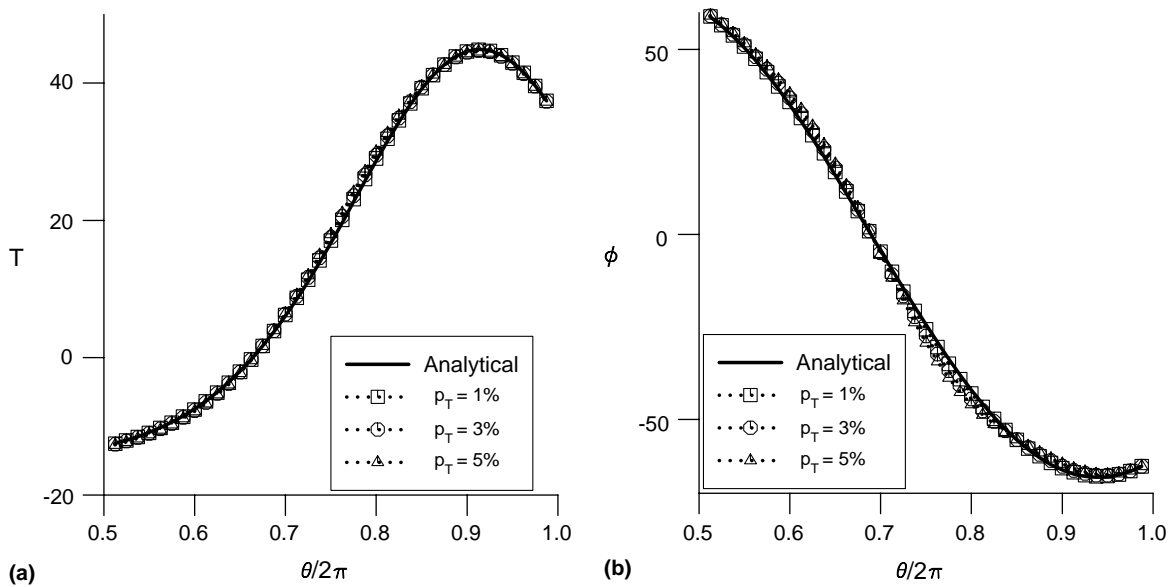 40
20
0
-20
T
0.5 0.6 0.7 0.8 0.9 1.0
θ/2π
Analytical
p_T = 1%
p_T = 3%
p_T = 5%
(a)
50
0
-50
ϕ
0.5 0.6 0.7 0.8 0.9 1.0
θ/2π
Analytical
p_T = 1%
p_T = 3%
p_T = 5%
(b)